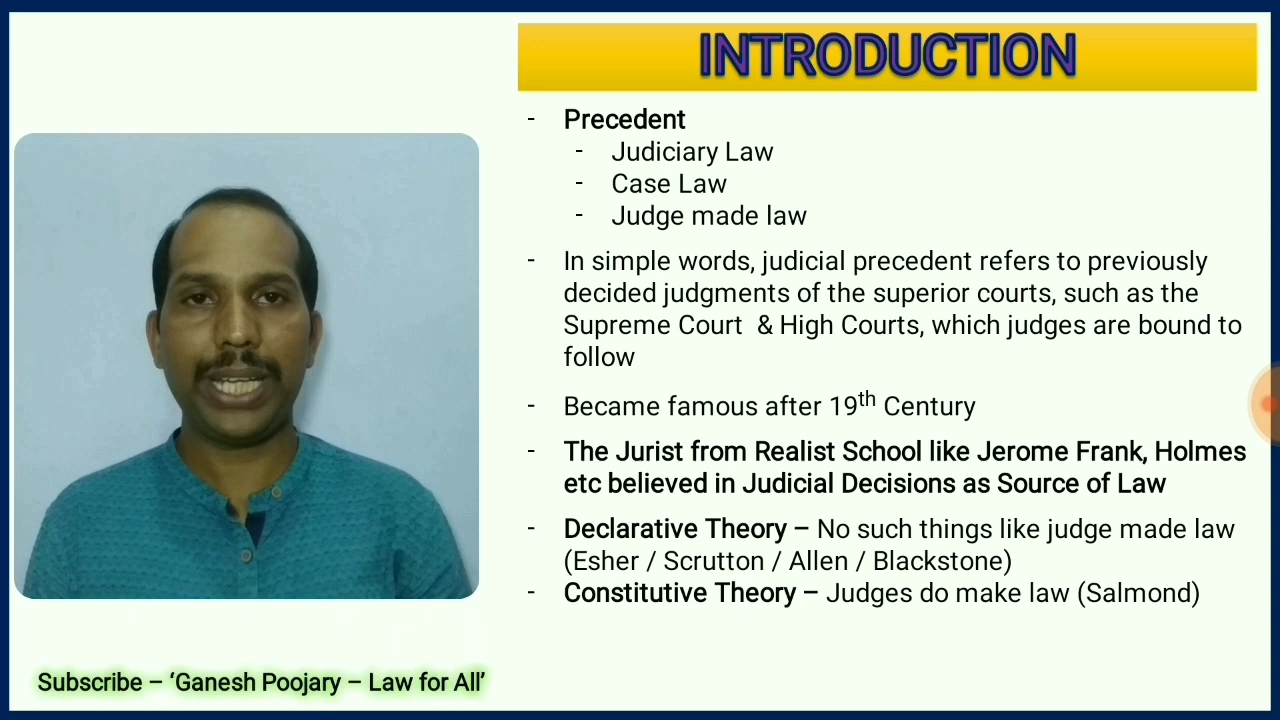 INTRODUCTION
- Precedent
- Judiciary Law
- Case Law
- Judge made law
- In simple words, judicial precedent refers to previously
decided judgments of the superior courts, such as the
Supreme Court & High Courts, which judges are bound to
follow
- Became famous after 19th Century
- The Jurist from Realist School like Jerome Frank, Holmes
etc believed in Judicial Decisions as Source of Law
- Declarative Theory – No such things like judge made law
(Esher / Scrutton / Allen / Blackstone)
- Constitutive Theory – Judges do make law (Salmond)
Subscribe – ‘Ganesh Poojary – Law for All’